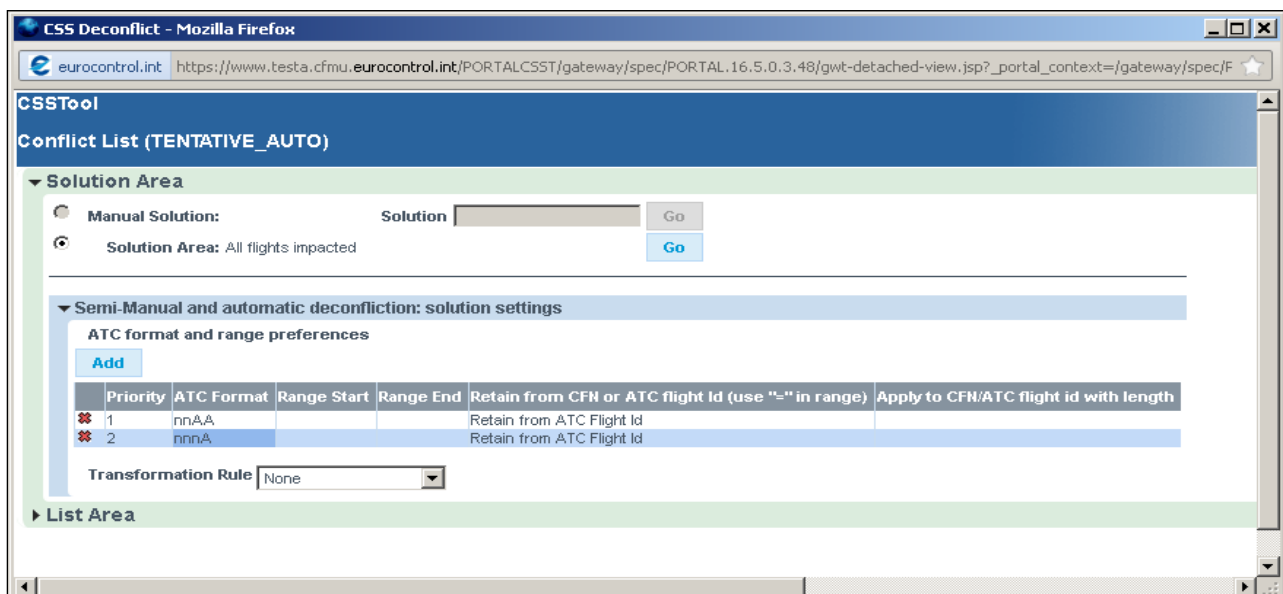 CSS Deconflict - Mozilla Firefox
eurocontrol.int https://www.testa.cfmu.eurocontrol.int/PORTALCSST/gateway/spec/PORTAL.16.5.0.3.48/gwt-detached-view.jsp?_portal_context=/gateway/spec/F
CSSTool
Conflict List (TENTATIVE_AUTO)
Solution Area
Manual Solution: Solution Go
Solution Area: All flights impacted Go
Semi-Manual and automatic deconfliction: solution settings
ATC format and range preferences
Add
Priority ATC Format Range Start Range End Retain from CFN or ATC flight Id (use "=" in range) Apply to CFN/ATC flight id with length
1 nnAA Retain from ATC Flight Id
2 nnnA Retain from ATC Flight Id
Transformation Rule None
List Area